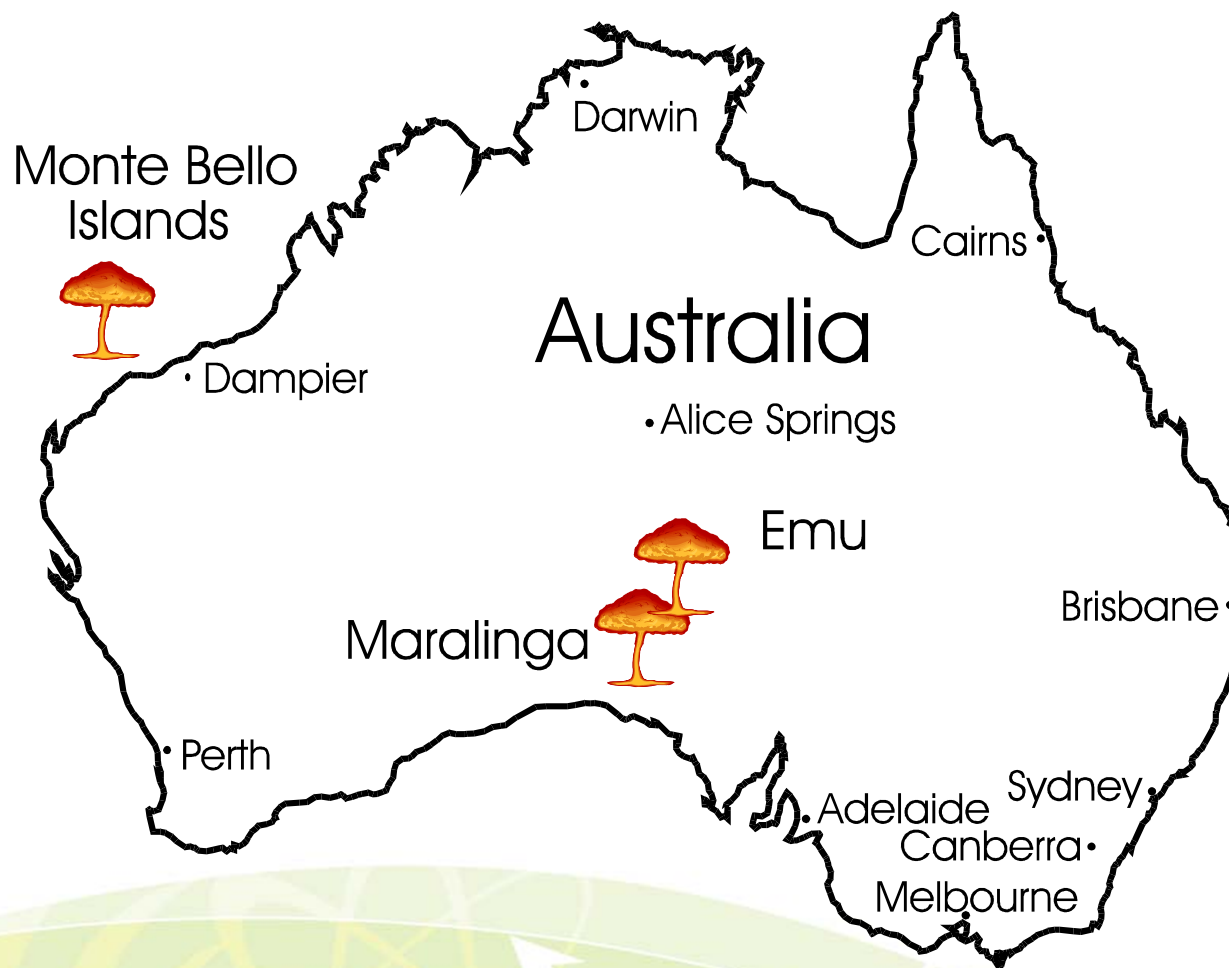 Darwin
Monte Bello
Islands
Cairns
Australia
Dampier
Alice Springs
Emu
Brisbane
Maralinga
Perth
Sydney
Adelaide
Canberra
Melbourne